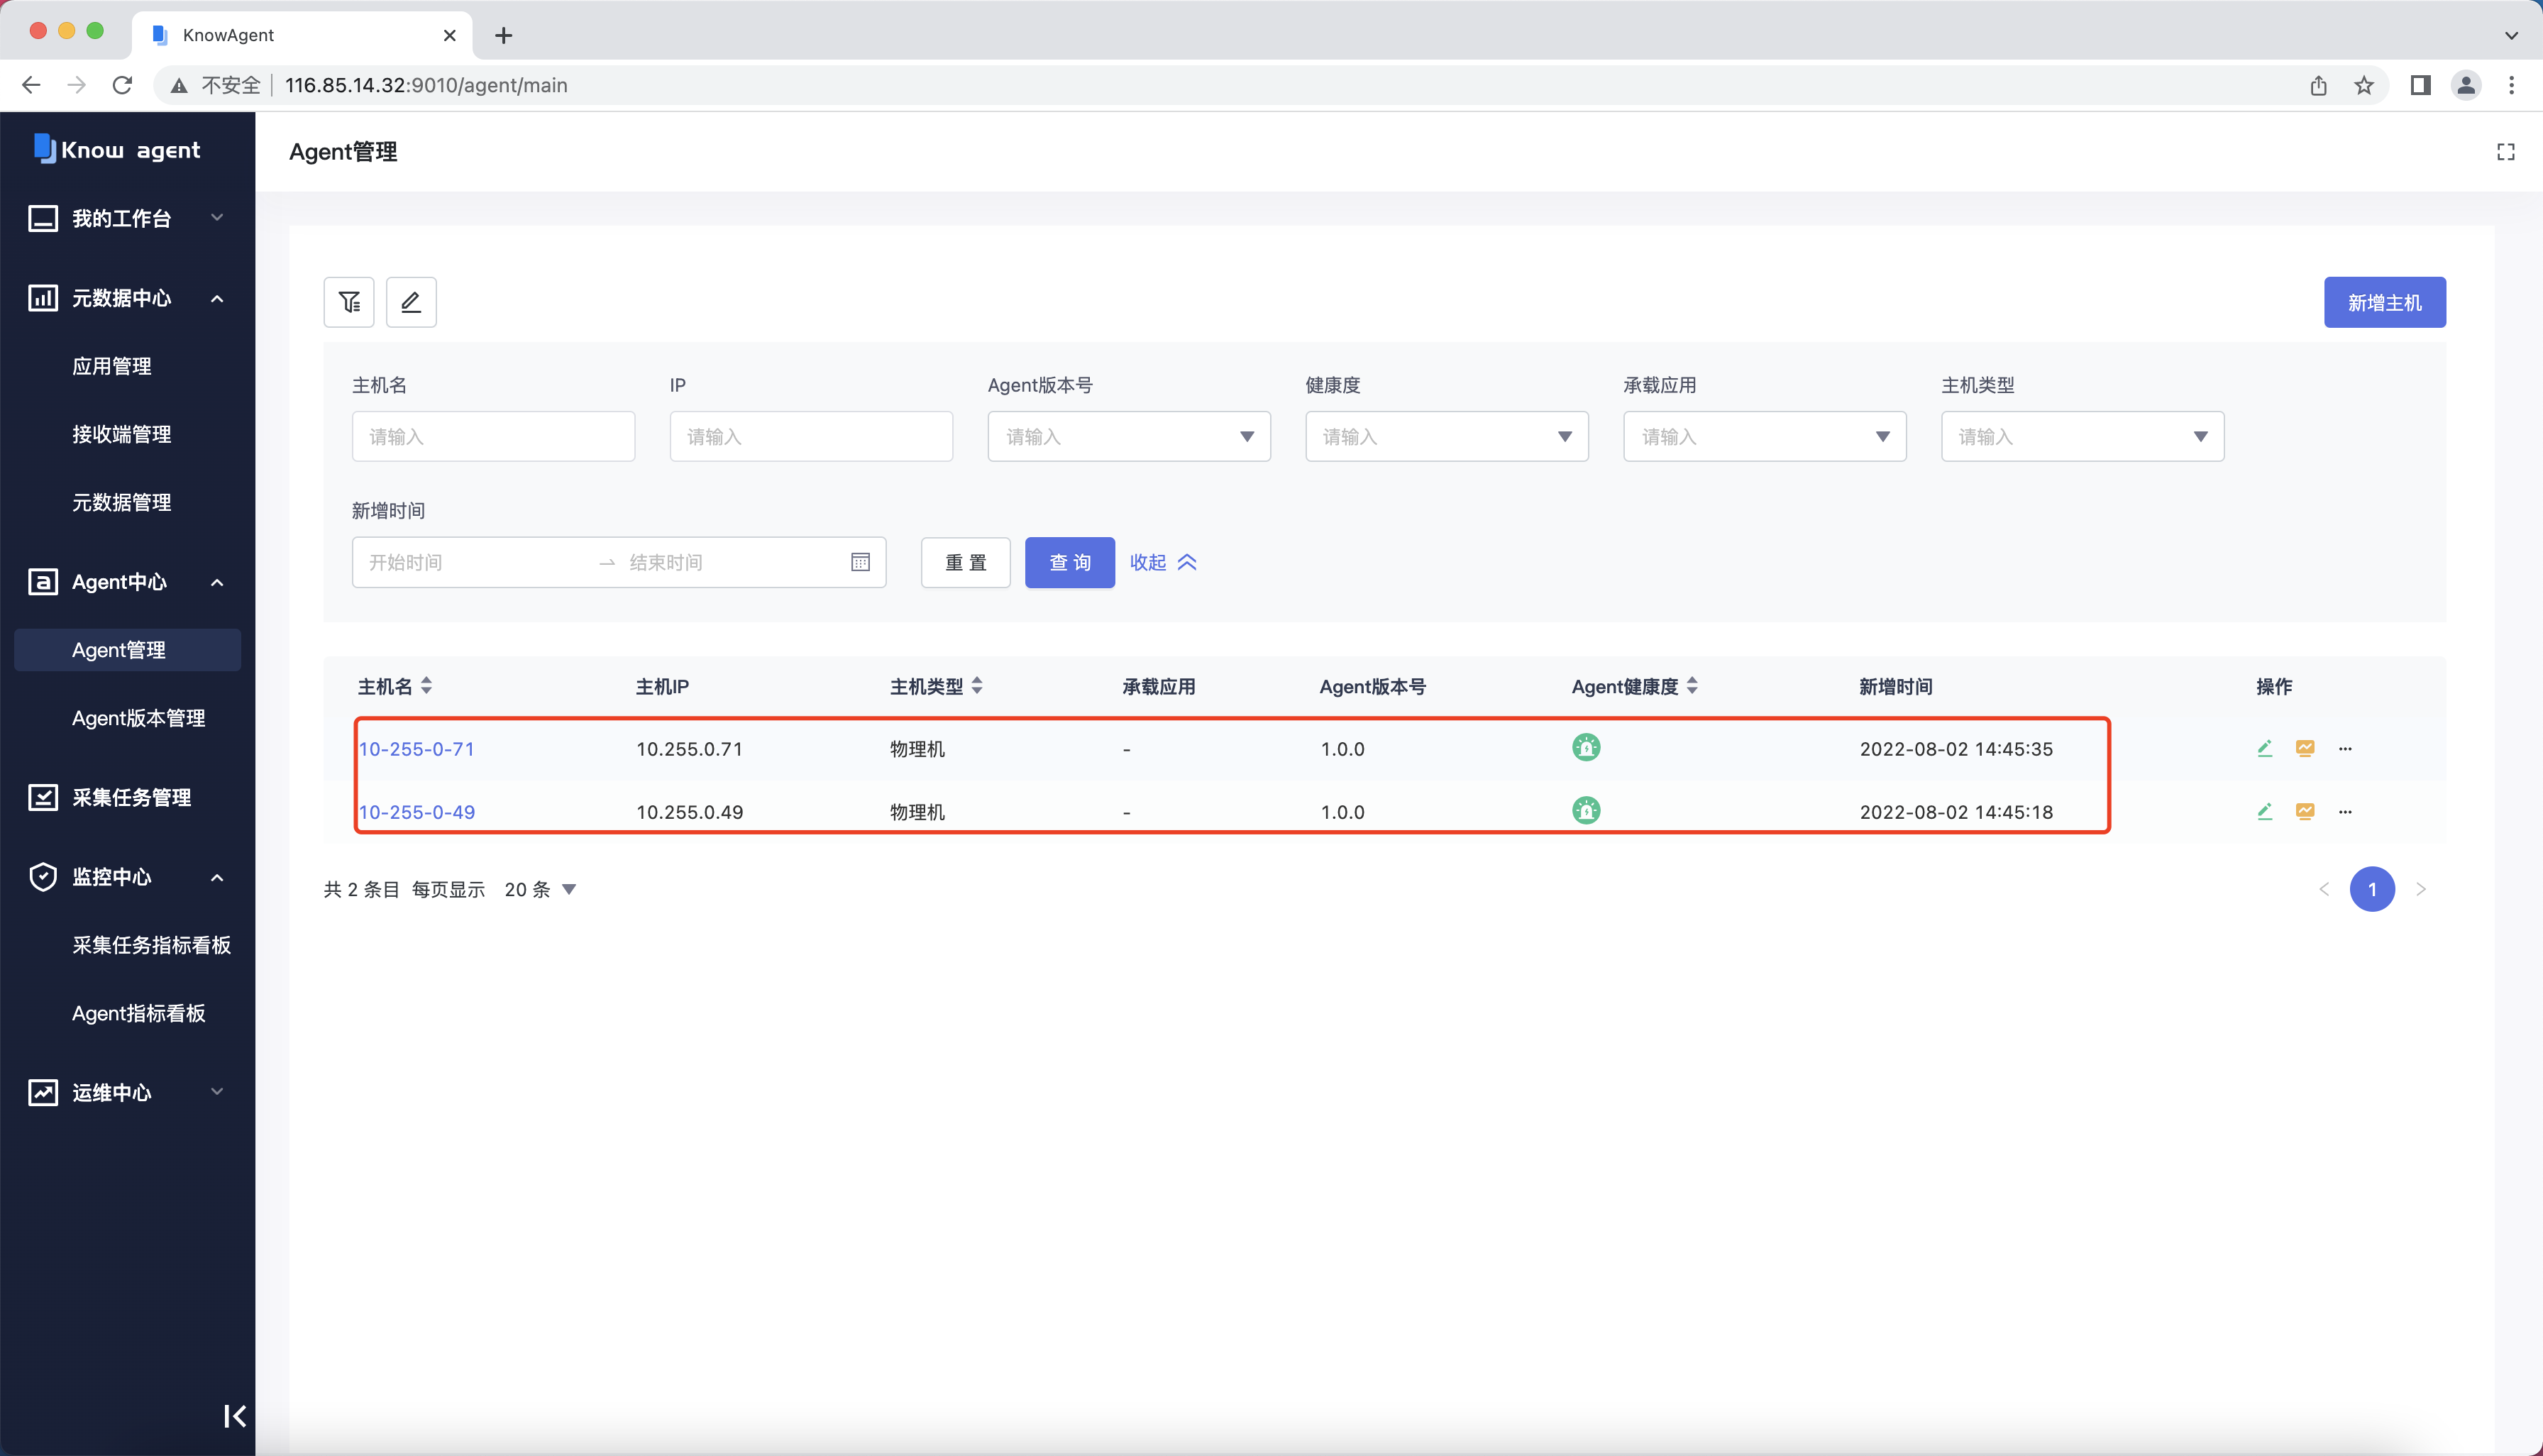 KnowAgent
不安全 116.85.14.32:9010/agent/main
Know agent
Agent管理
我的工作台
元数据中心
应用管理
接收端管理
元数据管理
Agent中心
Agent管理
Agent版本管理
采集任务管理
监控中心
采集任务指标看板
Agent指标看板
运维中心
新增主机
主机名 IP Agent版本号 健康度 承载应用 主机类型
请输入 请输入 请输入 请输入 请输入 请输入
新增时间
开始时间 → 结束时间 重 置 查 询 收起
主机名 主机IP 主机类型 承载应用 Agent版本号 Agent健康度 新增时间 操作
10-255-0-71 10.255.0.71 物理机 - 1.0.0 2022-08-02 14:45:35 ...
10-255-0-49 10.255.0.49 物理机 - 1.0.0 2022-08-02 14:45:18 ...
共 2 条目 每页显示 20 条 < 1 >